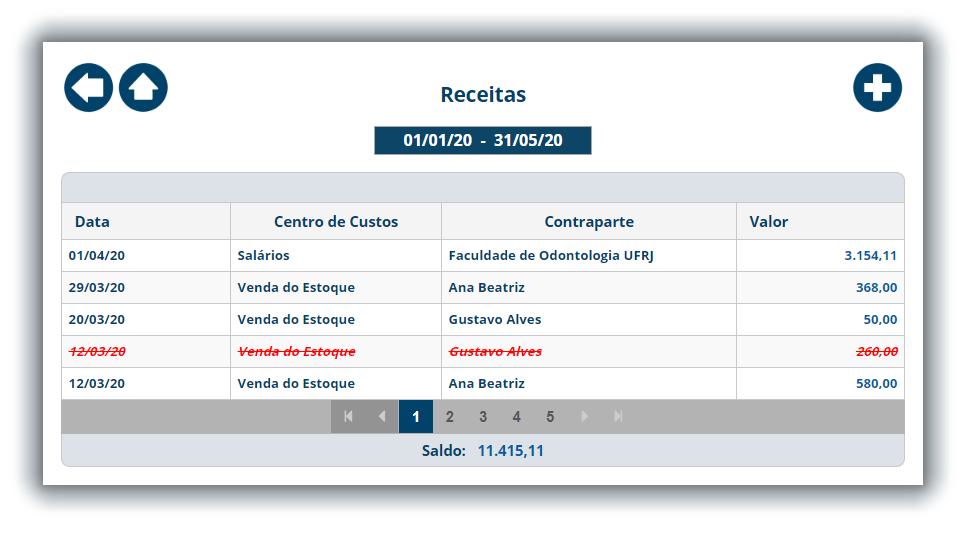 Receitas
01/01/20 - 31/05/20
Data Centro de Custos Contraparte Valor
01/04/20 Salários Faculdade de Odontologia UFRJ 3.154,11
29/03/20 Venda do Estoque Ana Beatriz 368,00
20/03/20 Venda do Estoque Gustavo Alves 50,00
12/03/20 Venda do Estoque Gustavo Alves 260,00
12/03/20 Venda do Estoque Ana Beatriz 580,00
1 2 3 4 5
Saldo: 11.415,11